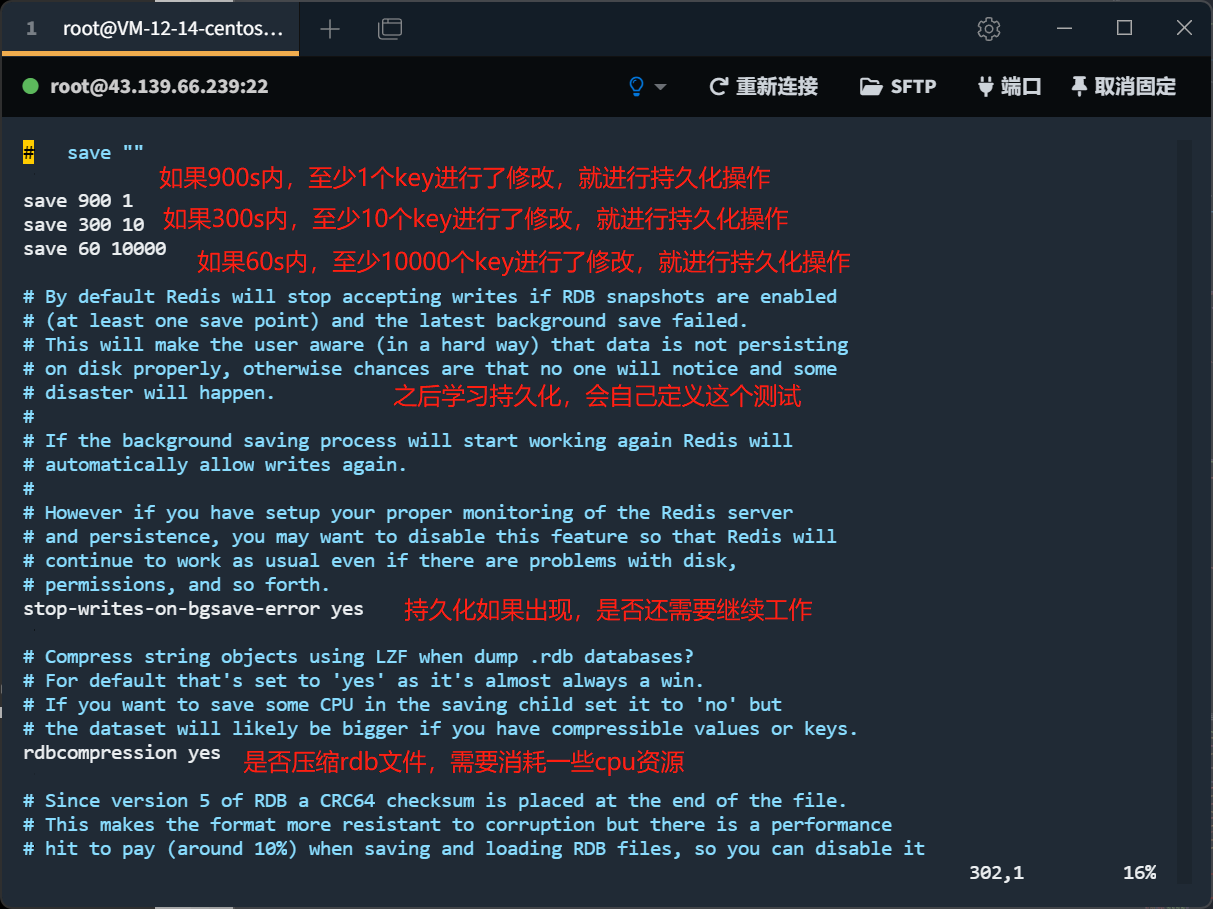 1 root@VM-12-14-centos...
root@43.139.66.239:22 重新连接 SFTP 端口 取消固定
# save ""
如果900s内，至少1个key进行了修改，就进行持久化操作
save 900 1
save 300 10 如果300s内，至少10个key进行了修改，就进行持久化操作
save 60 10000
如果60s内，至少10000个key进行了修改，就进行持久化操作
# By default Redis will stop accepting writes if RDB snapshots are enabled
# (at least one save point) and the latest background save failed.
# This will make the user aware (in a hard way) that data is not persisting
# on disk properly, otherwise chances are that no one will notice and some
# disaster will happen. 之后学习持久化，会自己定义这个测试
#
# If the background saving process will start working again Redis will
# automatically allow writes again.
#
# However if you have setup your proper monitoring of the Redis server
# and persistence, you may want to disable this feature so that Redis will
# continue to work as usual even if there are problems with disk,
# permissions, and so forth.
stop-writes-on-bgsave-error yes 持久化如果出现，是否还需要继续工作
# Compress string objects using LZF when dump .rdb databases?
# For default that's set to 'yes' as it's almost always a win.
# If you want to save some CPU in the saving child set it to 'no' but
# the dataset will likely be bigger if you have compressible values or keys.
rdbcompression yes 是否压缩rdb文件，需要消耗一些cpu资源
# Since version 5 of RDB a CRC64 checksum is placed at the end of the file.
# This makes the format more resistant to corruption but there is a performance
# hit to pay (around 10%) when saving and loading RDB files, so you can disable it
302,1 16%